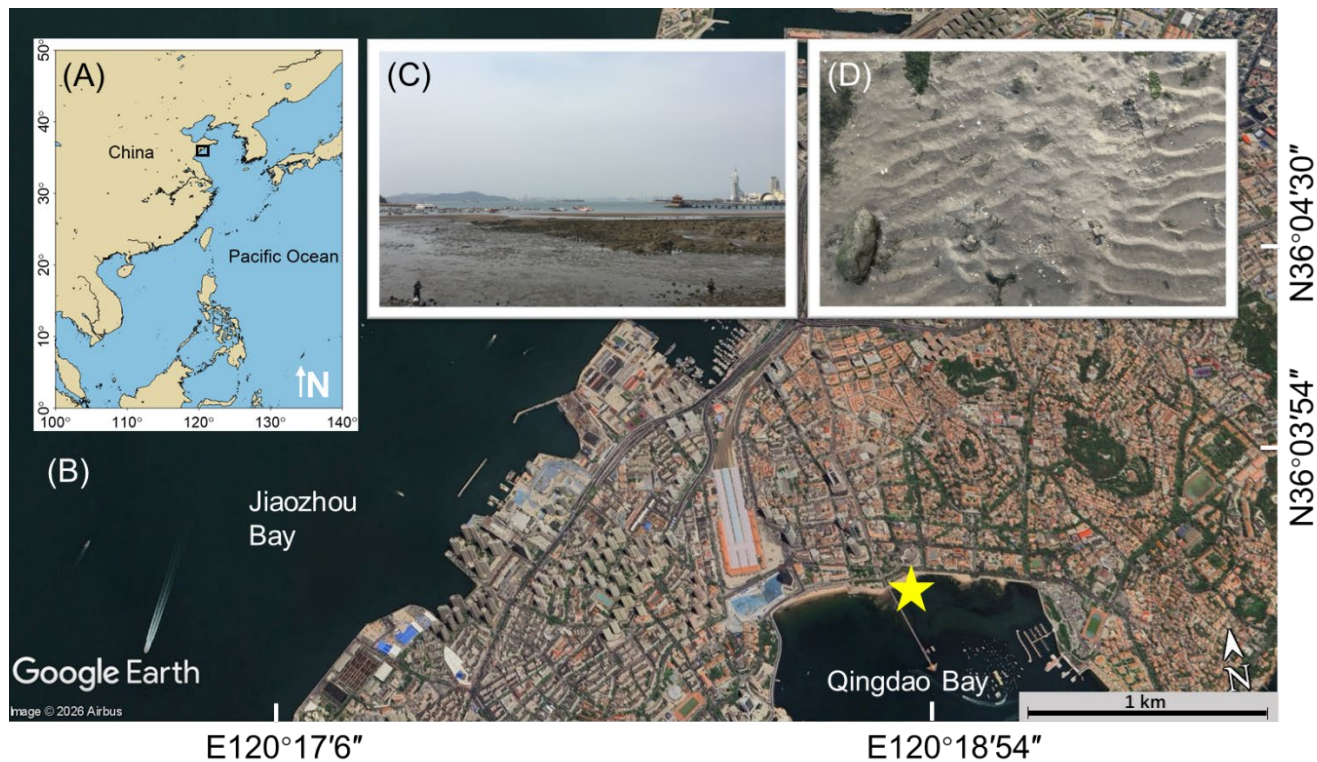 (A)
50°
40°
30°
20°
10°
0°
100°
110°
120°
130°
140°
China
Pacific Ocean
N
(C)
(D)
(B)
Jiaozhou
Bay
Google Earth
Image © 2026 Airbus
Qingdao Bay
N
1 km
E120°17′6″
E120°18′54″
N36°04′30″
N36°03′54″